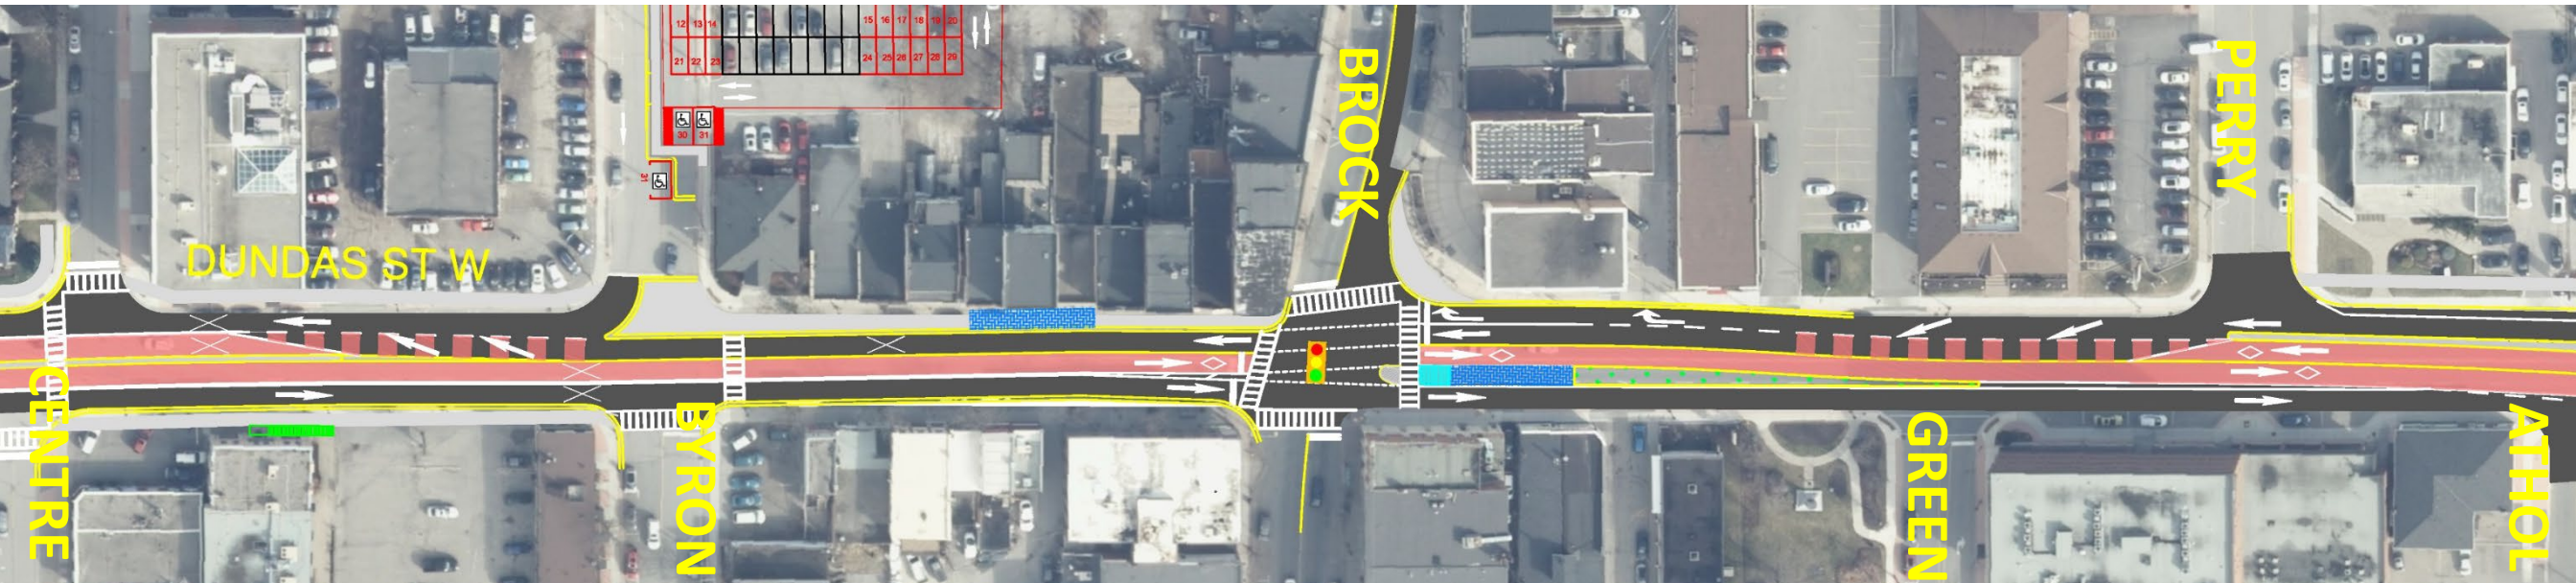 12 13 14 15 16 17 18 19 20
21 22 23 24 25 26 27 28 29
30 31
31
DUNDAS ST W
CENTRE
BYRON
BROCK
GREEN
PERRY
ATHOL